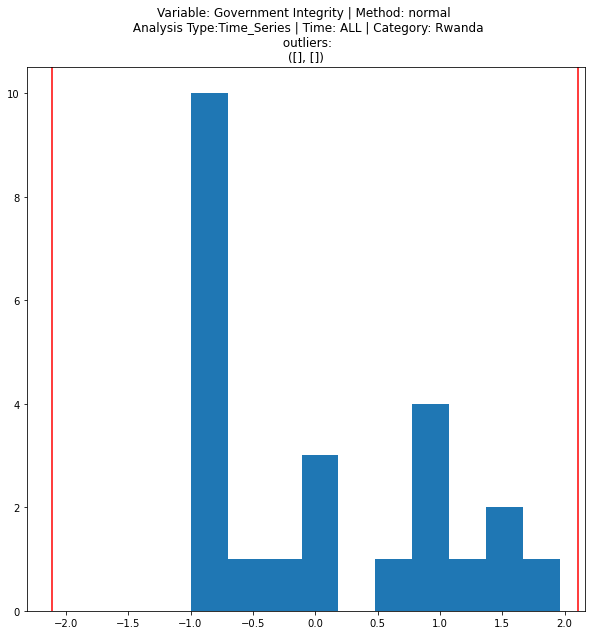 Variable: Government Integrity | Method: normal
Analysis Type:Time_Series | Time: ALL | Category: Rwanda
outliers:
([], [])
10
8
6
4
2
0
−2.0 −1.5 −1.0 −0.5 0.0 0.5 1.0 1.5 2.0